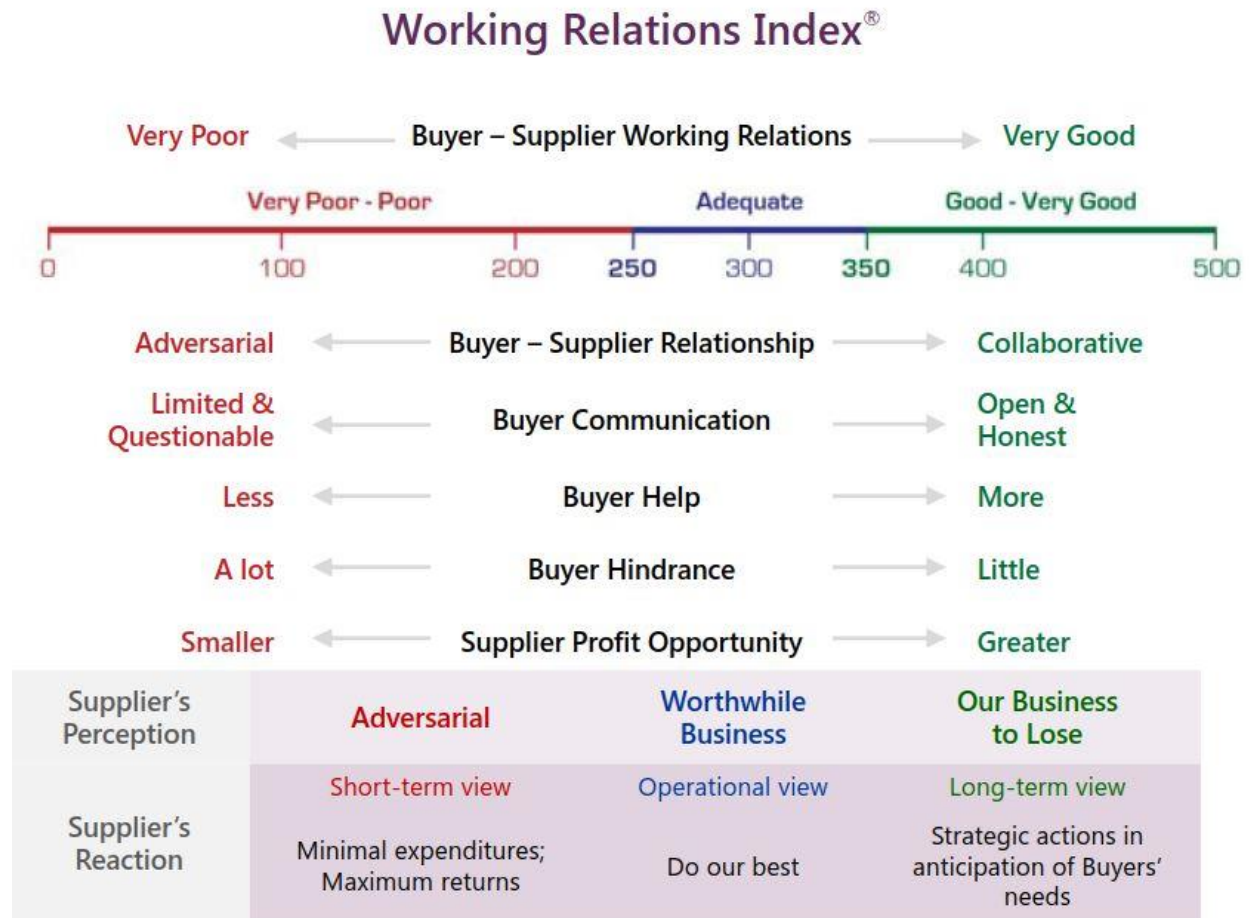 Working Relations Index®
Very Poor Buyer – Supplier Working Relations Very Good
Very Poor - Poor Adequate Good - Very Good
0 100 200 250 300 350 400 500
Adversarial Buyer – Supplier Relationship Collaborative
Limited &
Questionable Buyer Communication Open &
Honest
Less Buyer Help More
A lot Buyer Hindrance Little
Smaller Supplier Profit Opportunity Greater
Supplier's
Perception
Adversarial
Worthwhile
Business
Our Business
to Lose
Supplier's
Reaction
Short-term view
Minimal expenditures;
Maximum returns
Operational view
Do our best
Long-term view
Strategic actions in
anticipation of Buyers'
needs